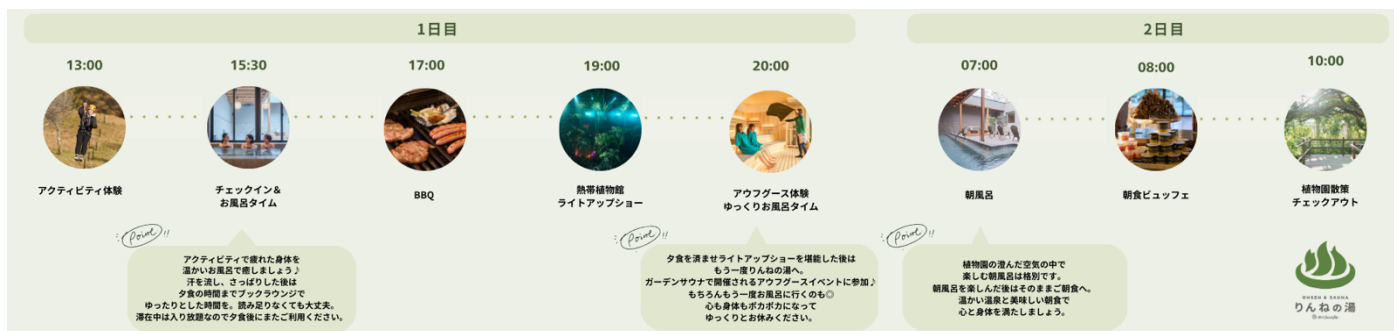 1日目
13:00
アクティビティ体験
15:30
チェックイン＆
お風呂タイム
17:00
BBQ
19:00
熱帯植物館
ライトアップショー
20:00
アウフグース体験
ゆっくりお風呂タイム
Point!!
アクティビティで疲れた身体を
温かいお風呂で癒しましょう♪
汗を流し、さっぱりした後は
夕食の時間までブックラウンジで
ゆったりとした時間を。読み足りなくても大丈夫。
滞在中は入り放題なので夕食後にまたご利用ください。
Point!!
夕食を済ませライトアップショーを堪能した後は
もう一度りんねの湯へ。
ガーデンサウナで開催されるアウフグースイベントに参加♪
もちろんもう一度お風呂に行くのも◎
心も身体もポカポカになって
ゆっくりとお休みください。
2日目
07:00
朝風呂
08:00
朝食ビュッフェ
10:00
植物園散策
チェックアウト
Point!!
植物園の澄んだ空気の中で
楽しむ朝風呂は格別です。
朝風呂を楽しんだ後はそのままご朝食へ。
温かい温泉と美味しい朝食で
心と身体を満たしましょう。
ONSEN & SAUNA
りんねの湯